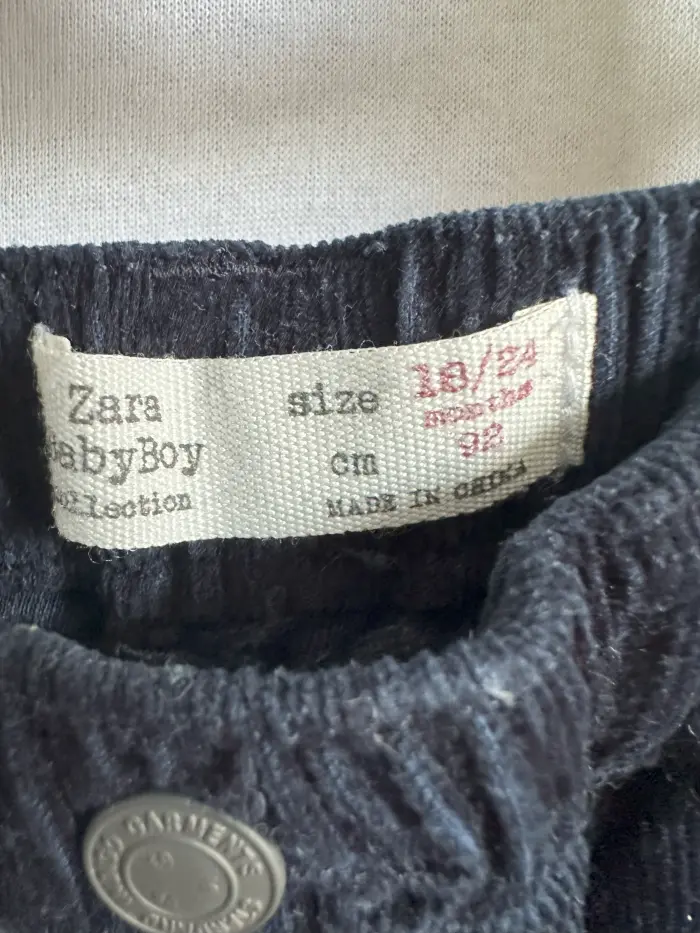 Zara
BabyBoy
Collection
size 18/24
months
cm 92
MADE IN CHINA
GARMENTS